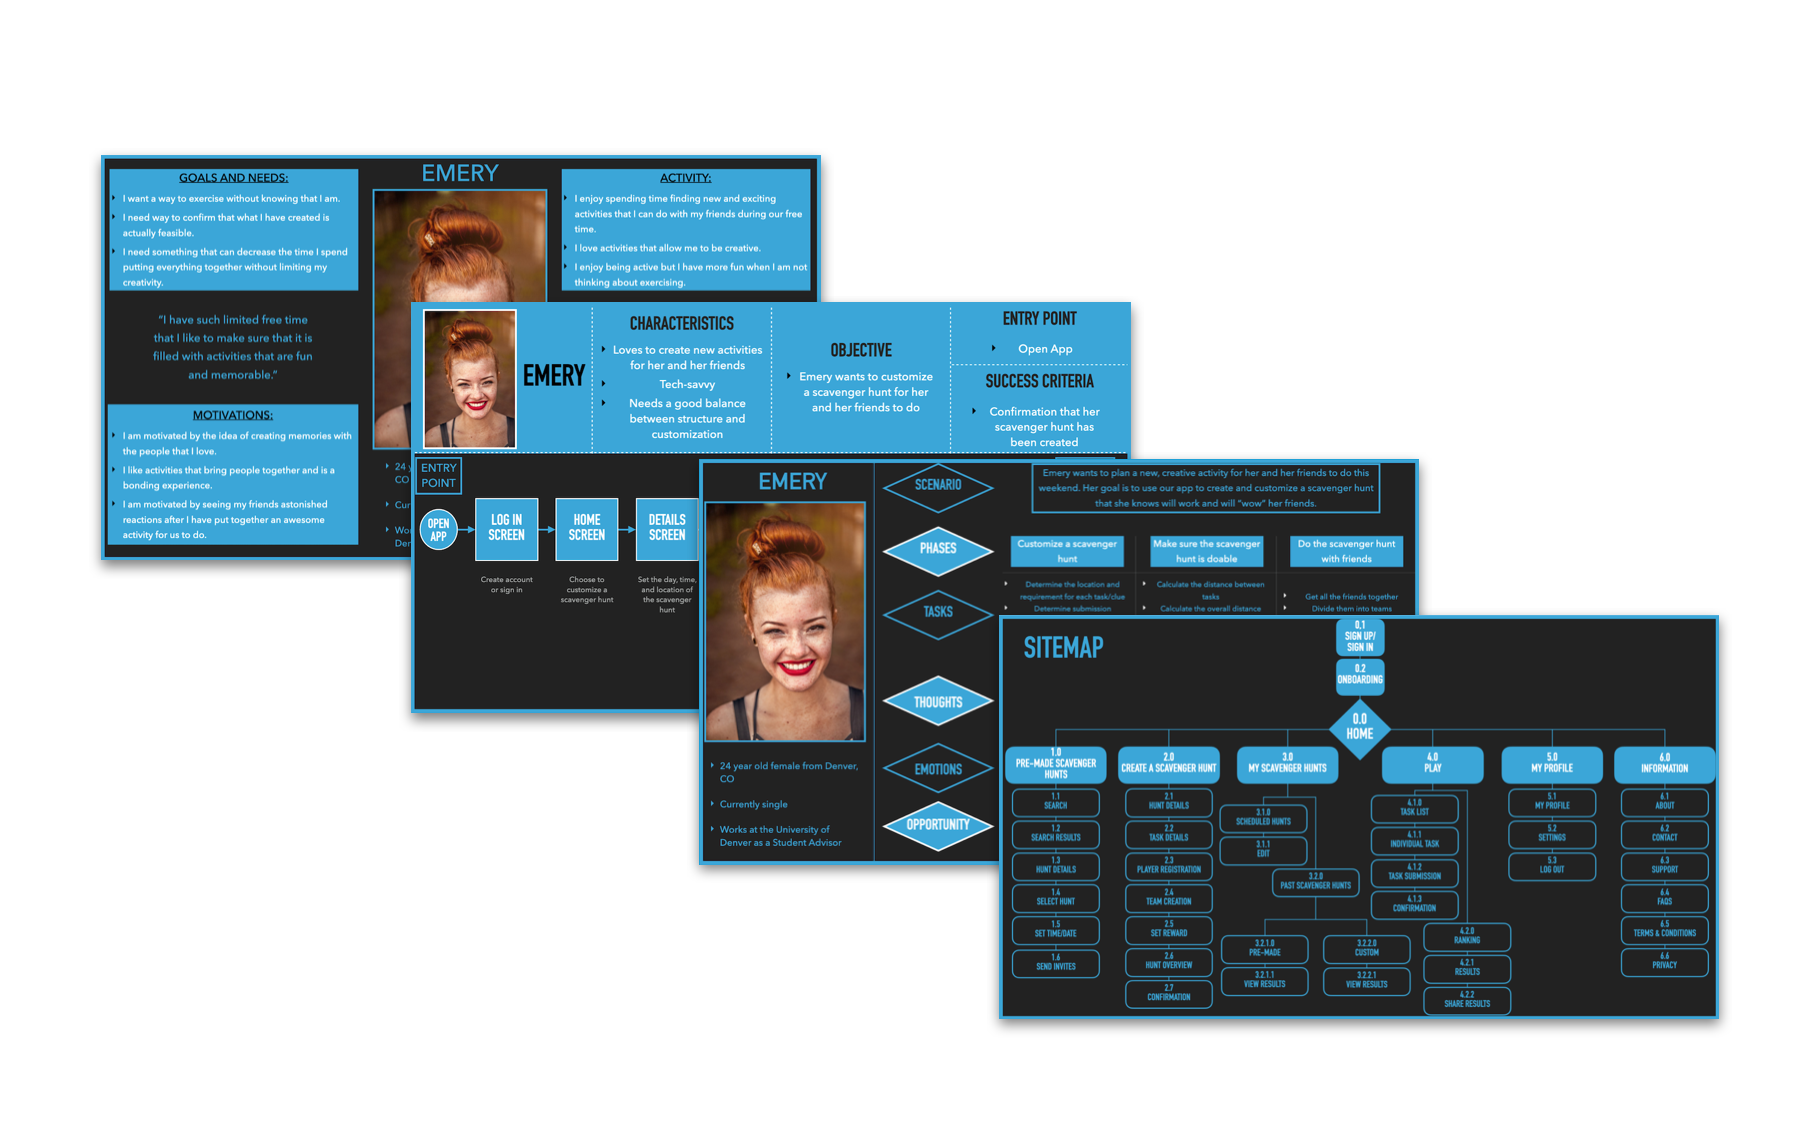 EMERY
GOALS AND NEEDS:
I want a way to exercise without knowing that I am.
I need way to confirm that what I have created is
actually feasible.
I need something that can decrease the time I spend
putting everything together without limiting my
creativity.
"I have such limited free time
that I like to make sure that it is
filled with activities that are fun
and memorable."
MOTIVATIONS:
I am motivated by the idea of creating memories with
the people that I love.
I like activities that bring people together and is a
bonding experience.
I am motivated by seeing my friends astonished
reactions after I have put together an awesome
activity for us to do.
ACTIVITY:
I enjoy spending time finding new and exciting
activities that I can do with my friends during our free
time.
I love activities that allow me to be creative.
I enjoy being active but I have more fun when I am not
thinking about exercising.
24 y
CO
Cur
Wor
Den
EMERY
CHARACTERISTICS
Loves to create new activities
for her and her friends
Tech-savvy
Needs a good balance
between structure and
customization
OBJECTIVE
Emery wants to customize
a scavenger hunt for her
and her friends to do
ENTRY POINT
Open App
SUCCESS CRITERIA
Confirmation that her
scavenger hunt has
been created
ENTRY
POINT
OPEN
APP
LOG IN
SCREEN
Create account
or sign in
HOME
SCREEN
Choose to
customize a
scavenger hunt
DETAILS
SCREEN
Set the day, time,
and location of
the scavenger
hunt
EMERY
24 year old female from Denver,
CO
Currently single
Works at the University of
Denver as a Student Advisor
SCENARIO
Emery wants to plan a new, creative activity for her and her friends to do this
weekend. Her goal is to use our app to create and customize a scavenger hunt
that she knows will work and will "wow" her friends.
PHASES
Customize a scavenger
hunt
Make sure the scavenger
hunt is doable
Do the scavenger hunt
with friends
TASKS
Determine the location and
requirement for each task/clue
Determine submission
Calculate the distance between
tasks
Calculate the overall distance
Get all the friends together
Divide them into teams
THOUGHTS
EMOTIONS
OPPORTUNITY
SITEMAP
0.1
SIGN UP/
SIGN IN
0.2
ONBOARDING
0.0
HOME
1.0
PRE-MADE SCAVENGER
HUNTS
1.1
SEARCH
1.2
SEARCH RESULTS
1.3
HUNT DETAILS
1.4
SELECT HUNT
1.5
SET TIME/DATE
1.6
SEND INVITES
2.0
CREATE A SCAVENGER HUNT
2.1
HUNT DETAILS
2.2
TASK DETAILS
2.3
PLAYER REGISTRATION
2.4
TEAM CREATION
2.5
SET REWARD
2.6
HUNT OVERVIEW
2.7
CONFIRMATION
3.0
MY SCAVENGER HUNTS
3.1.0
SCHEDULED HUNTS
3.1.1
EDIT
3.2.0
PAST SCAVENGER HUNTS
3.2.1.0
PRE-MADE
3.2.1.1
VIEW RESULTS
3.2.2.0
CUSTOM
3.2.2.1
VIEW RESULTS
4.0
PLAY
4.1.0
TASK LIST
4.1.1
INDIVIDUAL TASK
4.1.2
TASK SUBMISSION
4.1.3
CONFIRMATION
4.2.0
RANKING
4.2.1
RESULTS
4.2.2
SHARE RESULTS
5.0
MY PROFILE
5.1
MY PROFILE
5.2
SETTINGS
5.3
LOG OUT
6.0
INFORMATION
6.1
ABOUT
6.2
CONTACT
6.3
SUPPORT
6.4
FAQS
6.5
TERMS & CONDITIONS
6.6
PRIVACY